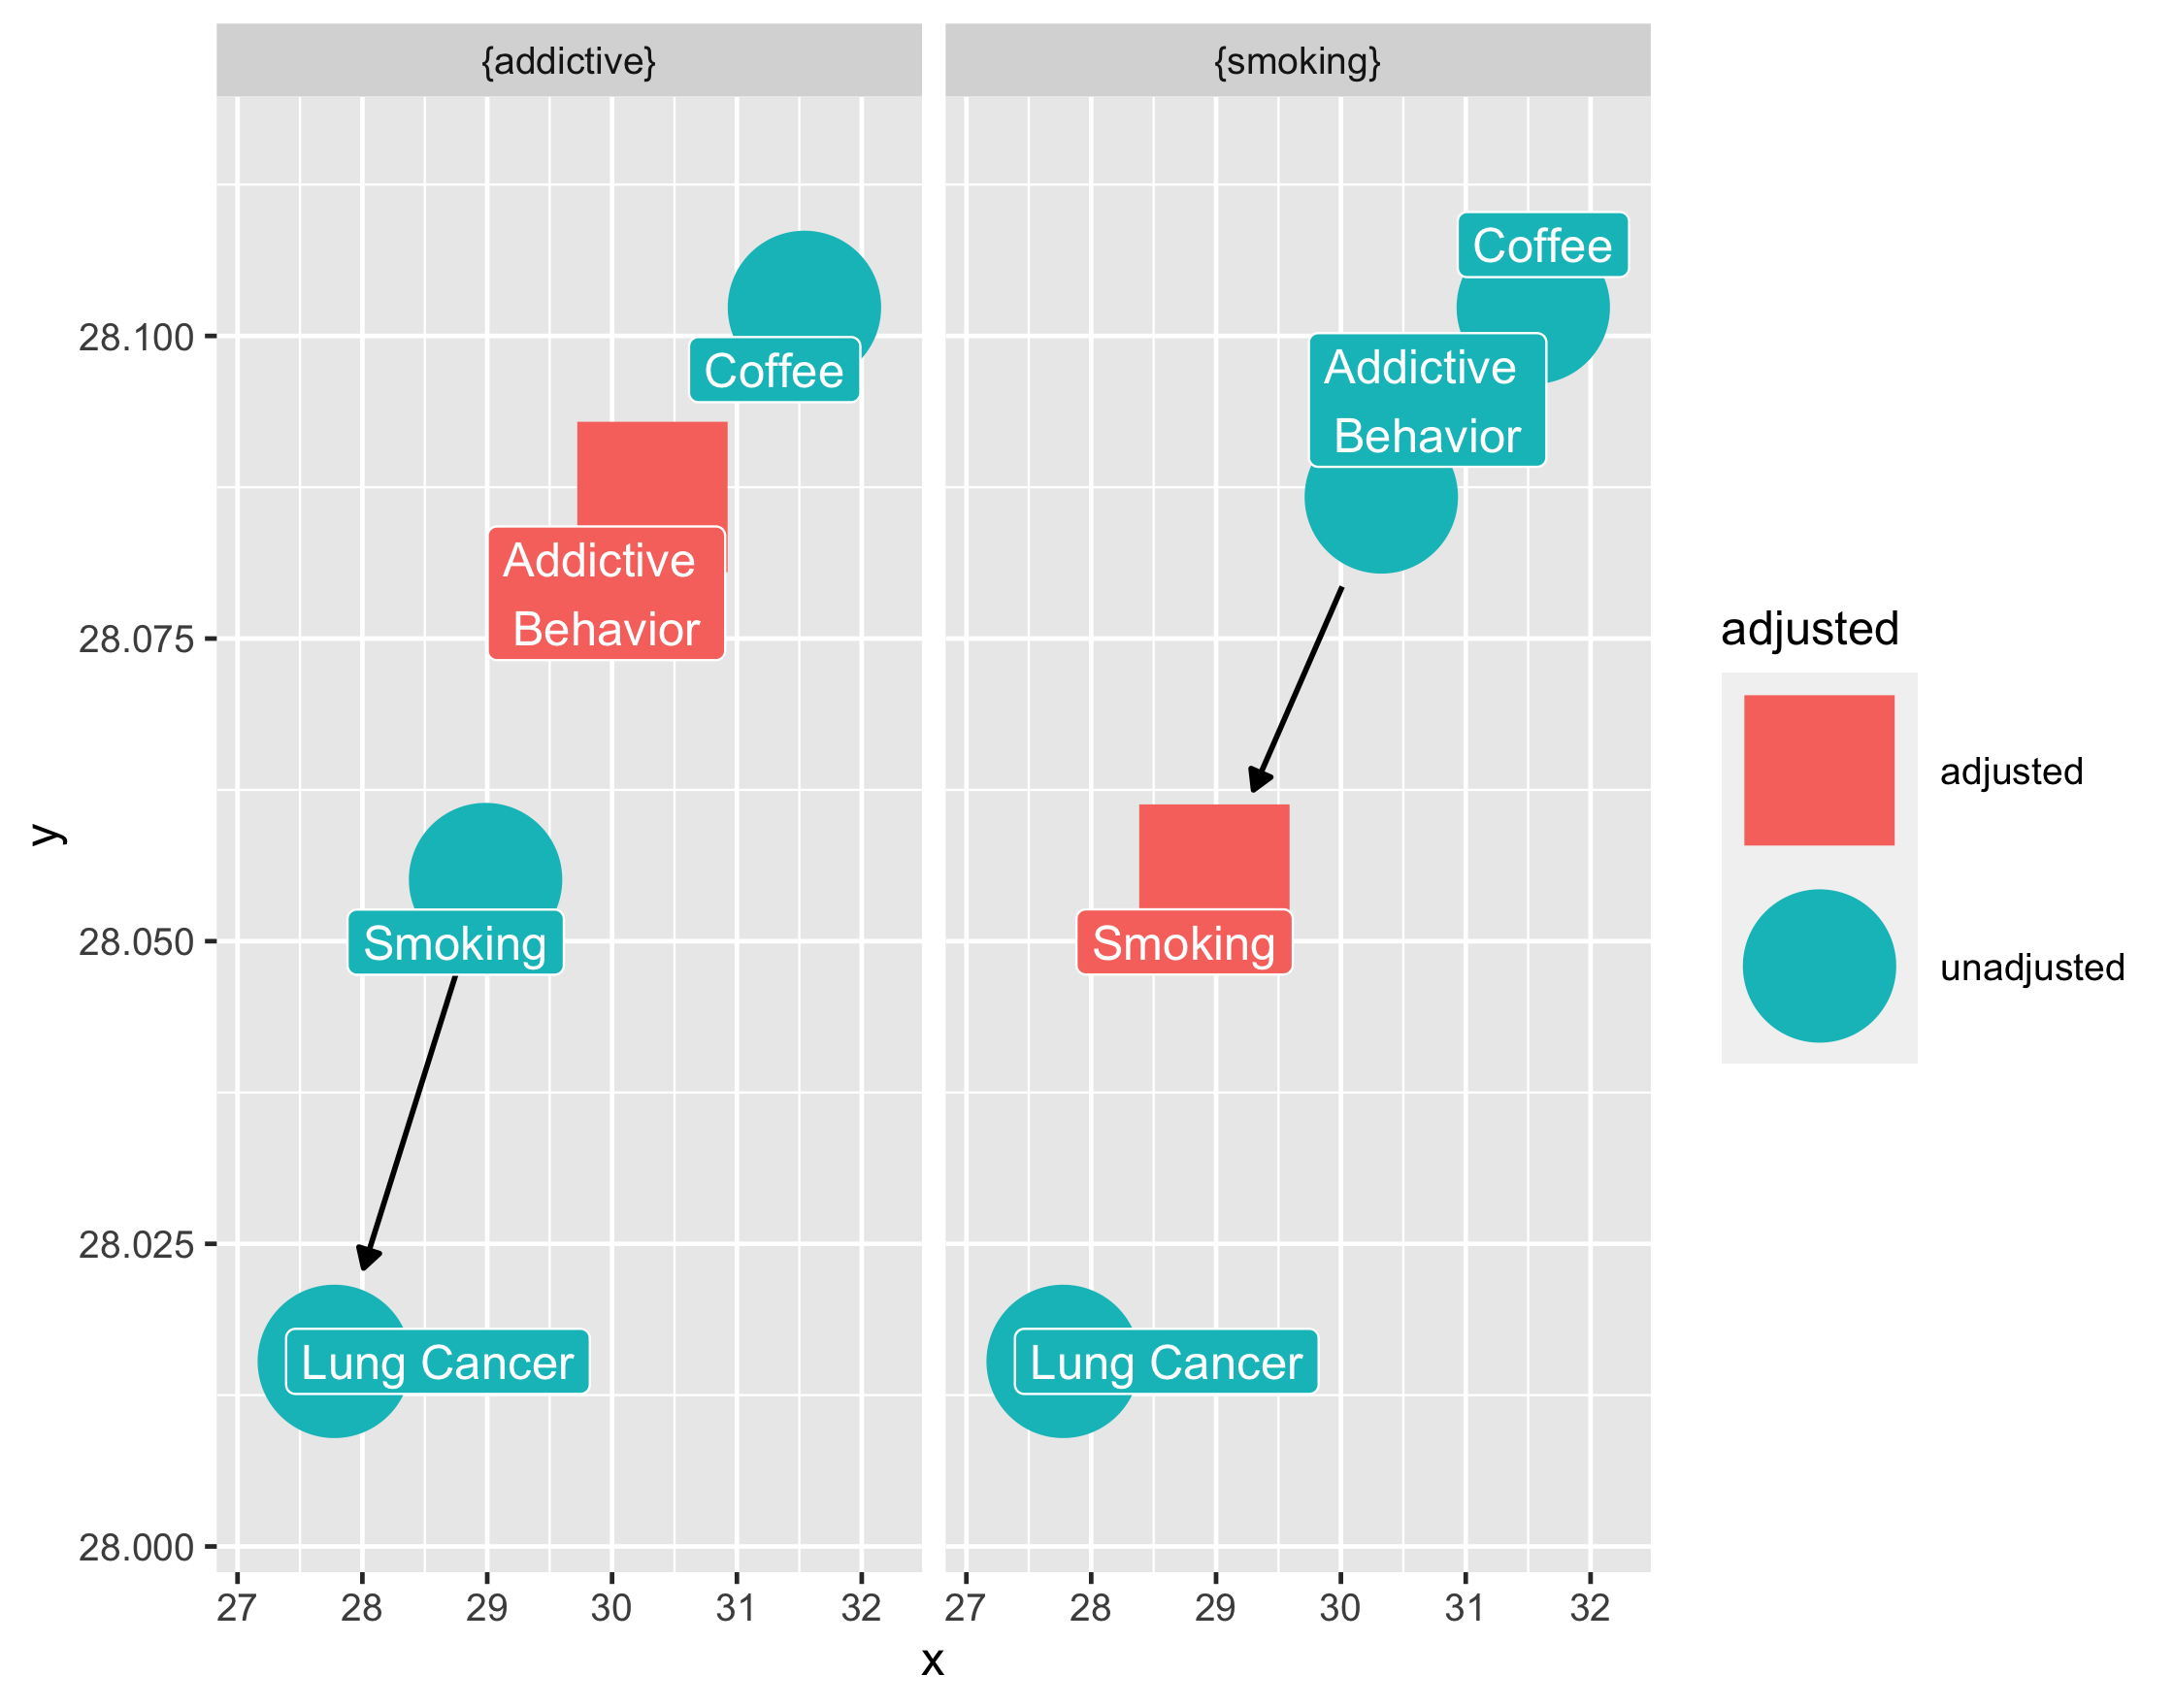 {addictive}
{smoking}
Coffee
Addictive
Behavior
Smoking
Lung Cancer
Coffee
Addictive
Behavior
Smoking
Lung Cancer
28.100
28.075
28.050
28.025
28.000
y
27 28 29 30 31 32
27 28 29 30 31 32
x
adjusted
adjusted
unadjusted